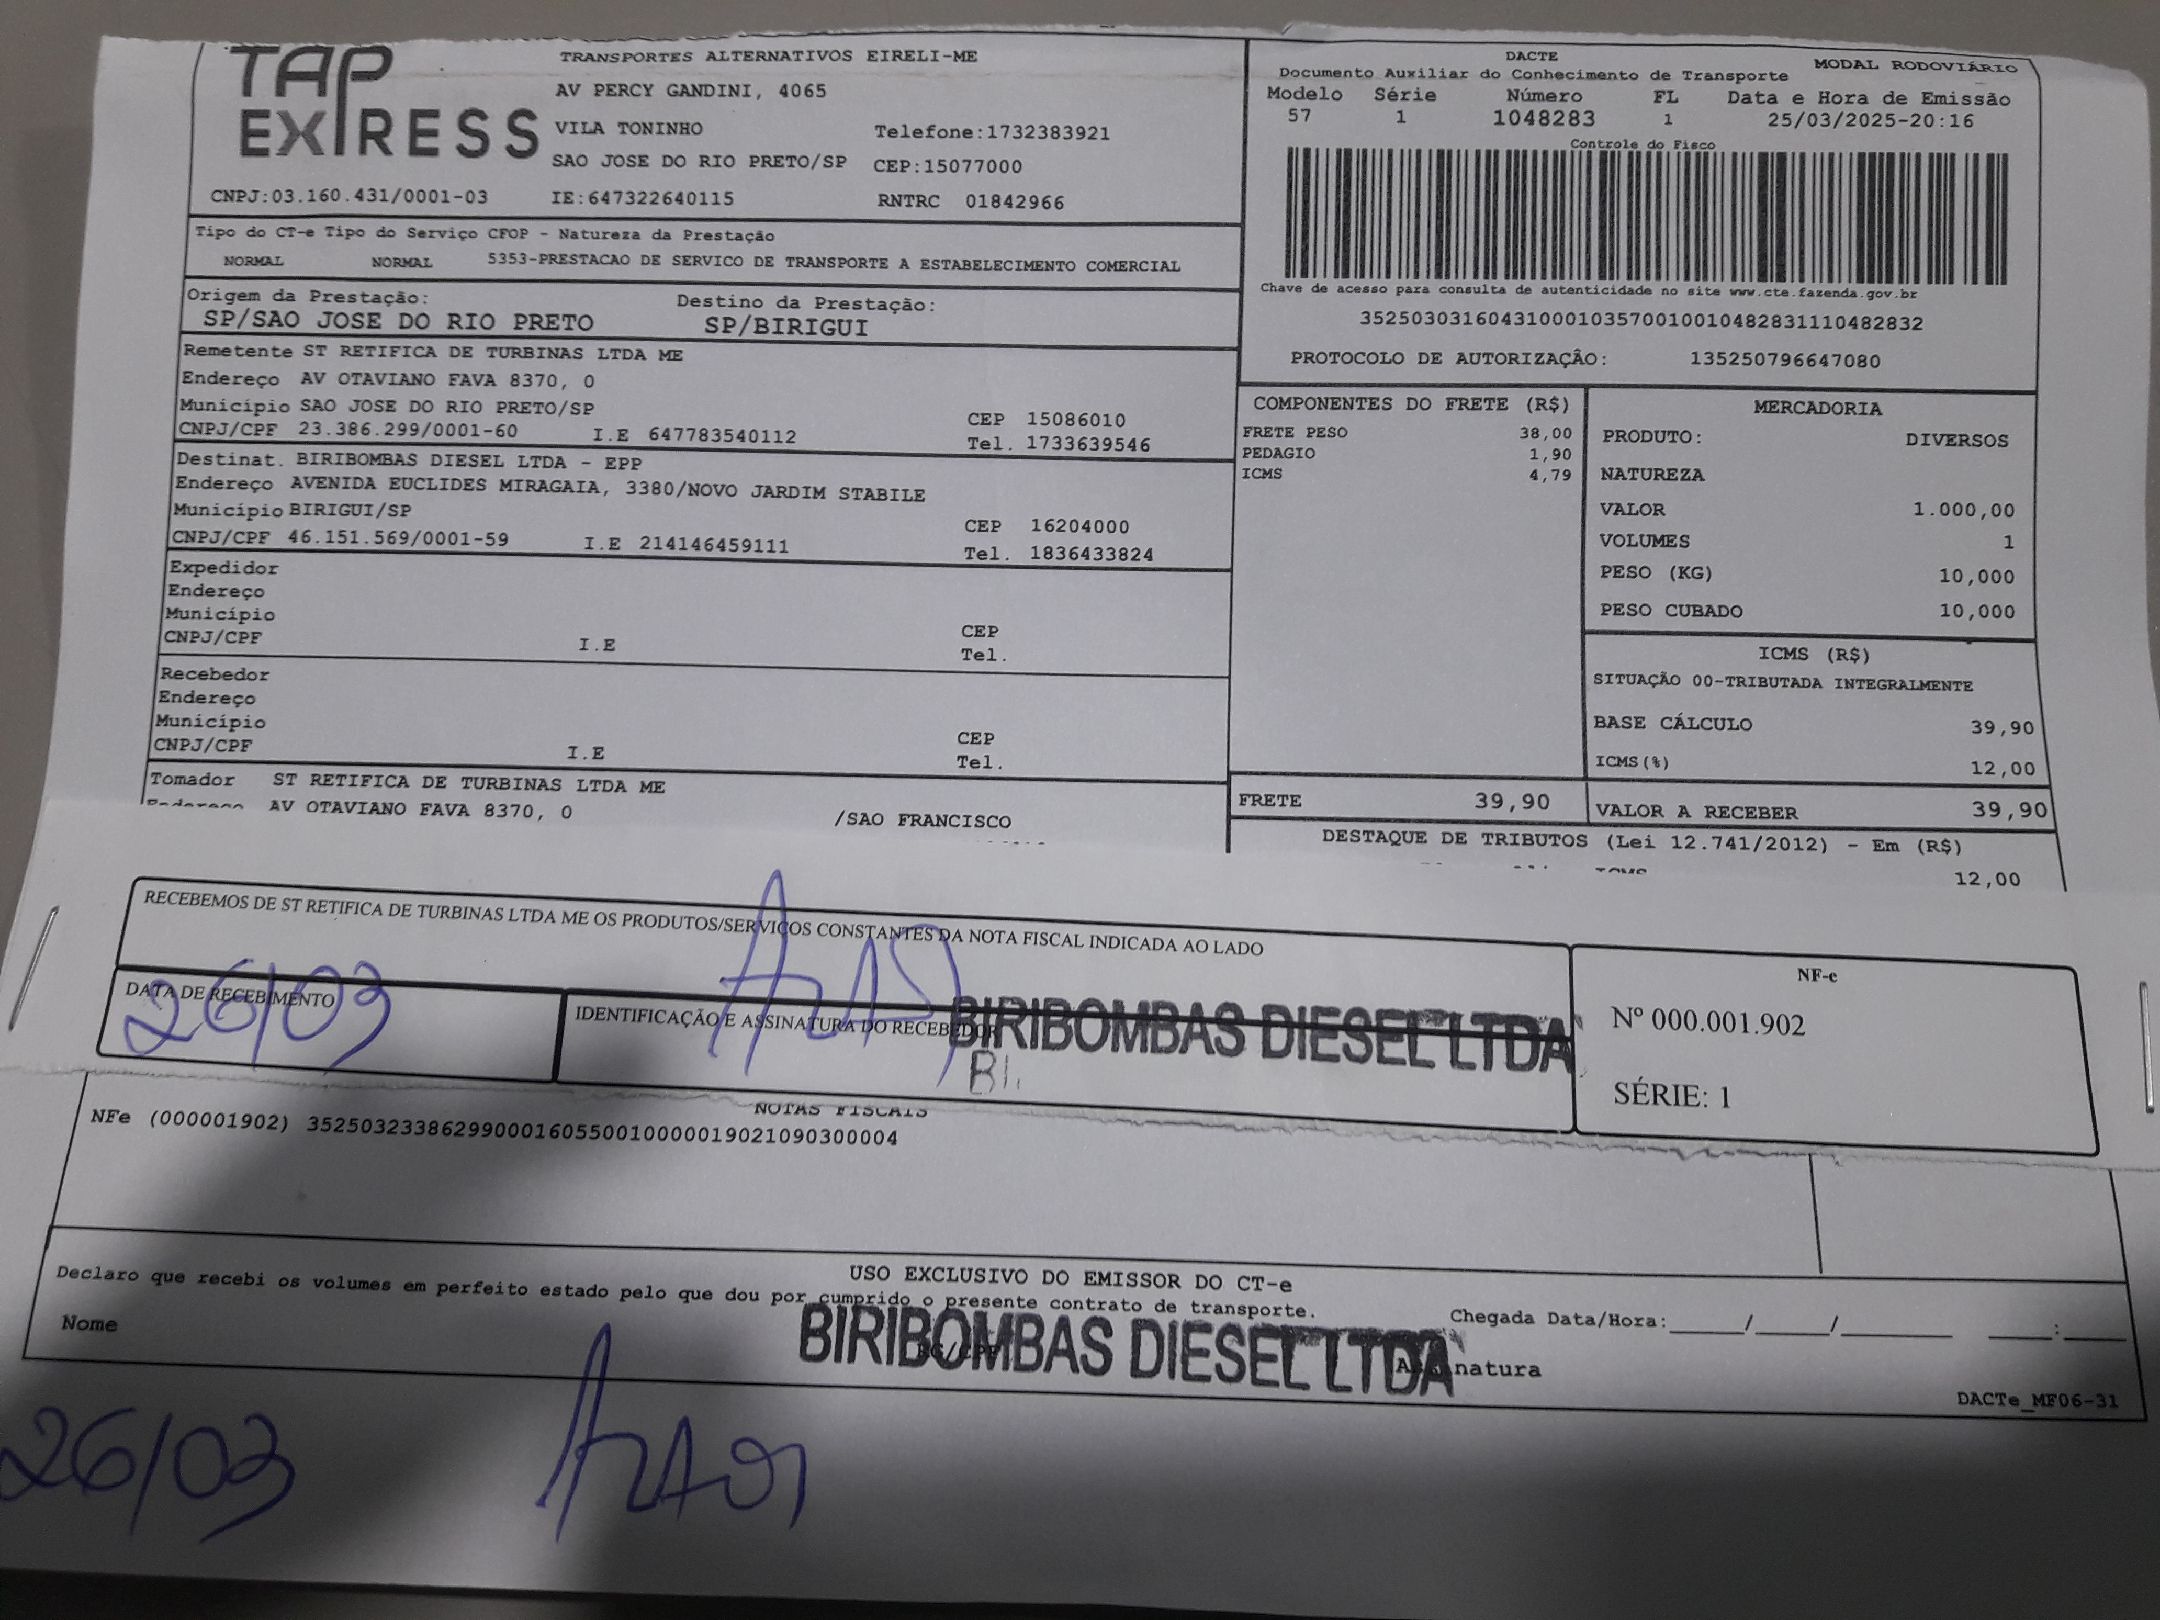 TAP EXPRESS
TRANSPORTES ALTERNATIVOS EIRELI-ME
AV PERCY GANDINI, 4065
VILA TONINHO Telefone:1732383921
SAO JOSE DO RIO PRETO/SP CEP:15077000
CNPJ:03.160.431/0001-03 IE:647322640115 RNTRC 01842966
DACTE MODAL RODOVIÁRIO
Documento Auxiliar do Conhecimento de Transporte
Modelo Série Número FL Data e Hora de Emissão
57 1 1048283 1 25/03/2025-20:16
Controle do Fisco
Chave de acesso para consulta de autenticidade no site www.cte.fazenda.gov.br
35250303160431000103570010010482831110482832
PROTOCOLO DE AUTORIZAÇÃO: 135250796647080
Tipo do CT-e Tipo do Serviço CFOP - Natureza da Prestação
NORMAL NORMAL 5353-PRESTACAO DE SERVICO DE TRANSPORTE A ESTABELECIMENTO COMERCIAL
Origem da Prestação: Destino da Prestação:
SP/SAO JOSE DO RIO PRETO SP/BIRIGUI
Remetente ST RETIFICA DE TURBINAS LTDA ME
Endereço AV OTAVIANO FAVA 8370, 0
Município SAO JOSE DO RIO PRETO/SP CEP 15086010
CNPJ/CPF 23.386.299/0001-60 I.E 647783540112 Tel. 1733639546
Destinat. BIRIBOMBAS DIESEL LTDA - EPP
Endereço AVENIDA EUCLIDES MIRAGAIA, 3380/NOVO JARDIM STABILE
Município BIRIGUI/SP CEP 16204000
CNPJ/CPF 46.151.569/0001-59 I.E 214146459111 Tel. 1836433824
Expedidor
Endereço
Município CEP
CNPJ/CPF I.E Tel.
Recebedor
Endereço
Município CEP
CNPJ/CPF I.E Tel.
Tomador ST RETIFICA DE TURBINAS LTDA ME
Endereço AV OTAVIANO FAVA 8370, 0 /SAO FRANCISCO
COMPONENTES DO FRETE (R$)
FRETE PESO 38,00
PEDAGIO 1,90
ICMS 4,79
FRETE 39,90
MERCADORIA
PRODUTO: DIVERSOS
NATUREZA
VALOR 1.000,00
VOLUMES 1
PESO (KG) 10,000
PESO CUBADO 10,000
ICMS (R$)
SITUAÇÃO 00-TRIBUTADA INTEGRALMENTE
BASE CÁLCULO 39,90
ICMS(%) 12,00
VALOR A RECEBER 39,90
DESTAQUE DE TRIBUTOS (Lei 12.741/2012) - Em (R$)
ICMS 12,00
RECEBEMOS DE ST RETIFICA DE TURBINAS LTDA ME OS PRODUTOS/SERVIÇOS CONSTANTES DA NOTA FISCAL INDICADA AO LADO
DATA DE RECEBIMENTO
26/03
IDENTIFICAÇÃO E ASSINATURA DO RECEBEDOR
BIRIBOMBAS DIESEL LTDA
NF-e
Nº 000.001.902
SÉRIE: 1
NOTAS FISCAIS
NFe (000001902) 35250323386299000160550010000019021090300004
USO EXCLUSIVO DO EMISSOR DO CT-e
Declaro que recebi os volumes em perfeito estado pelo que dou por cumprido o presente contrato de transporte.
Chegada Data/Hora:_____/_____/_______ ____:____
Nome RG/CPF Assinatura
BIRIBOMBAS DIESEL LTDA
DACTe_MF06-31
26/03